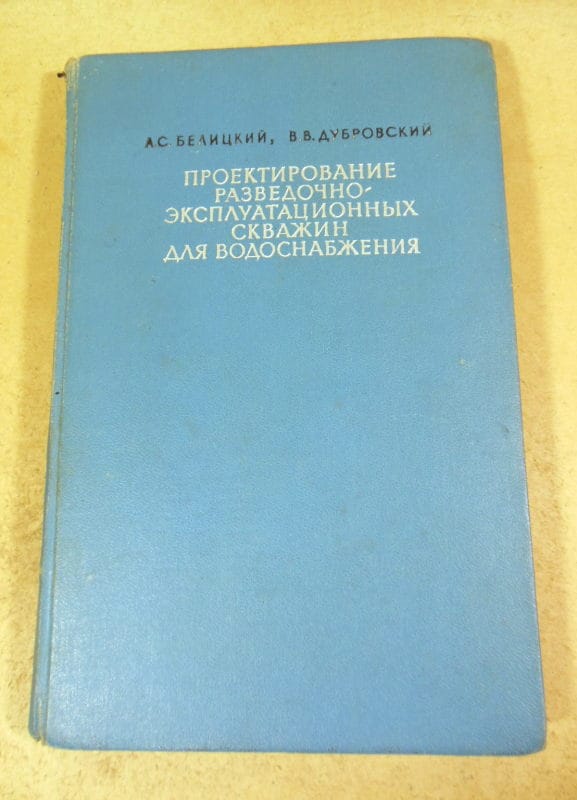 А.С. БЕЛИЦКИЙ, В.В. ДУБРОВСКИЙ
ПРОЕКТИРОВАНИЕ
РАЗВЕДОЧНО-
ЭКСПЛУАТАЦИОННЫХ
СКВАЖИН
ДЛЯ ВОДОСНАБЖЕНИЯ